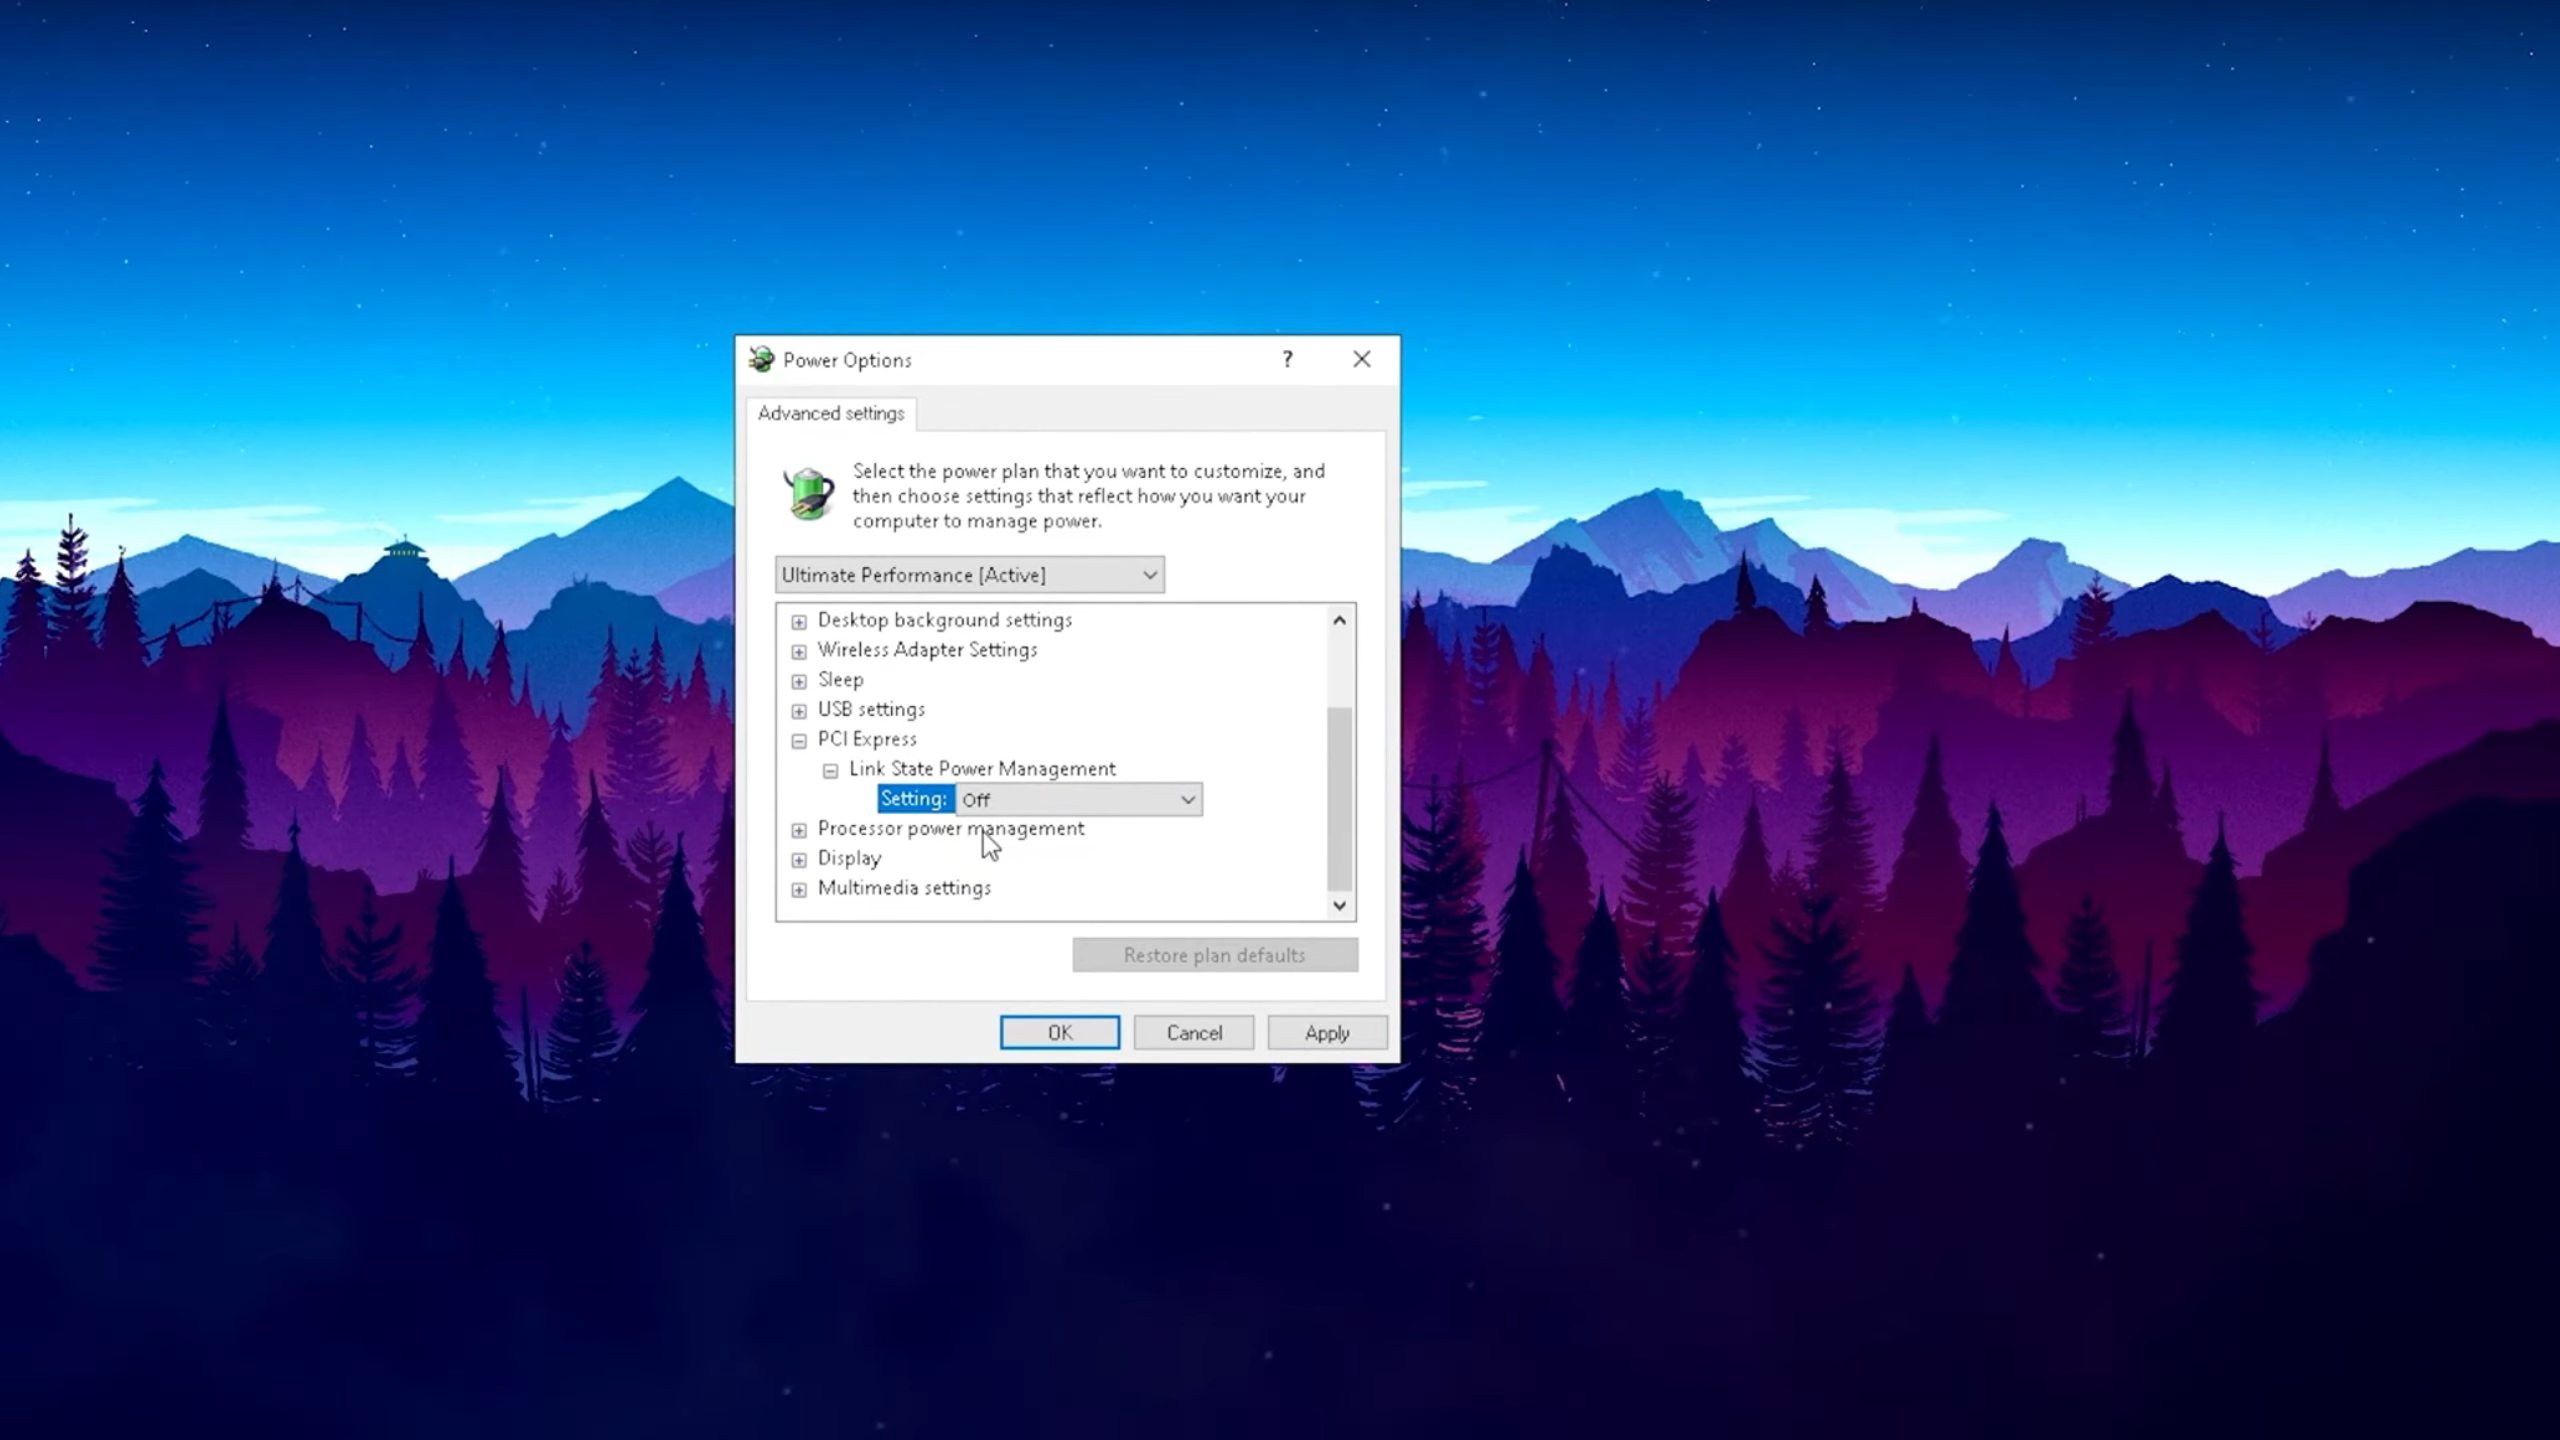 Power Options
?
Advanced settings
Select the power plan that you want to customize, and
then choose settings that reflect how you want your
computer to manage power.
Ultimate Performance [Active]
Desktop background settings
Wireless Adapter Settings
Sleep
USB settings
PCI Express
Link State Power Management
Setting: Off
Processor power management
Display
Multimedia settings
Restore plan defaults
OK Cancel Apply